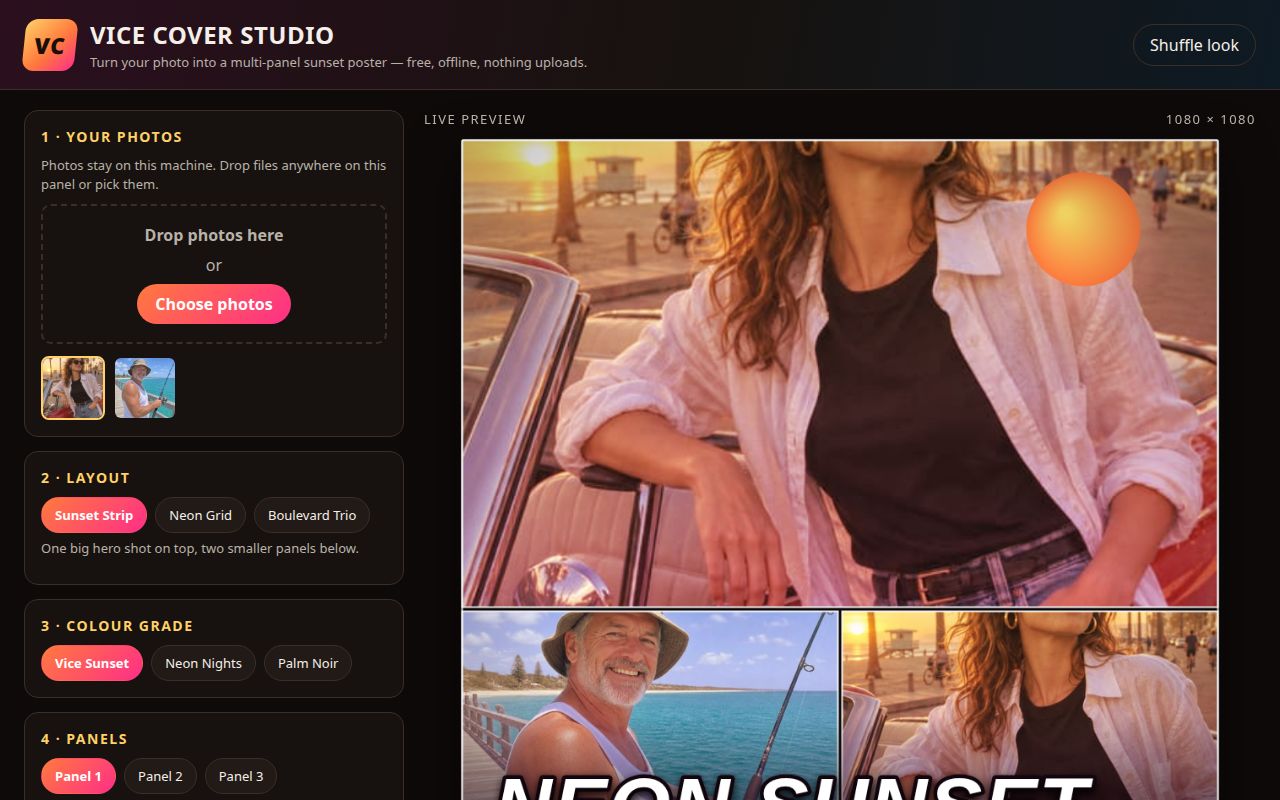 vc
VICE COVER STUDIO
Turn your photo into a multi-panel sunset poster — free, offline, nothing uploads.
Shuffle look
1 · YOUR PHOTOS
Photos stay on this machine. Drop files anywhere on this
panel or pick them.
Drop photos here
or
Choose photos
2 · LAYOUT
Sunset Strip
Neon Grid
Boulevard Trio
One big hero shot on top, two smaller panels below.
3 · COLOUR GRADE
Vice Sunset
Neon Nights
Palm Noir
4 · PANELS
Panel 1
Panel 2
Panel 3
LIVE PREVIEW
1080 × 1080
NEON SUNSET